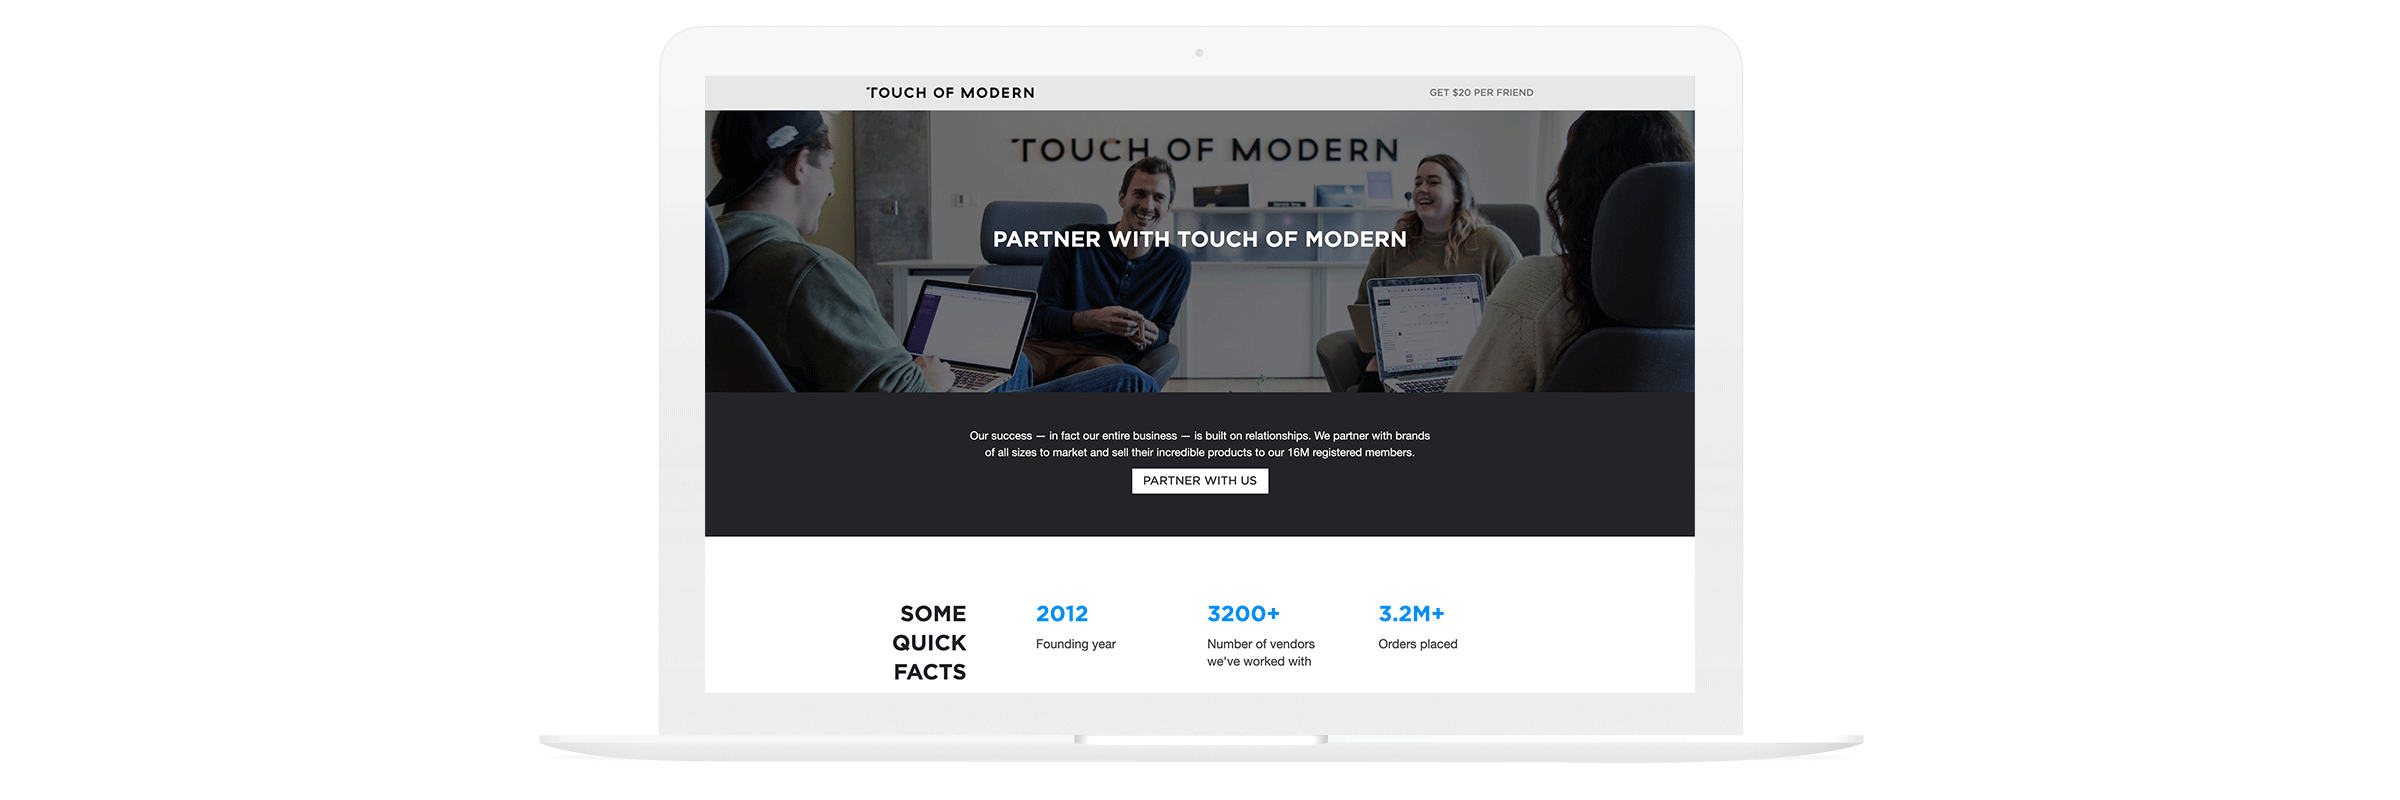 TOUCH OF MODERN
GET $20 PER FRIEND
TOUCH OF MODERN
PARTNER WITH TOUCH OF MODERN
Our success — in fact our entire business — is built on relationships. We partner with brands
of all sizes to market and sell their incredible products to our 16M registered members.
PARTNER WITH US
SOME
QUICK
FACTS
2012
Founding year
3200+
Number of vendors
we've worked with
3.2M+
Orders placed